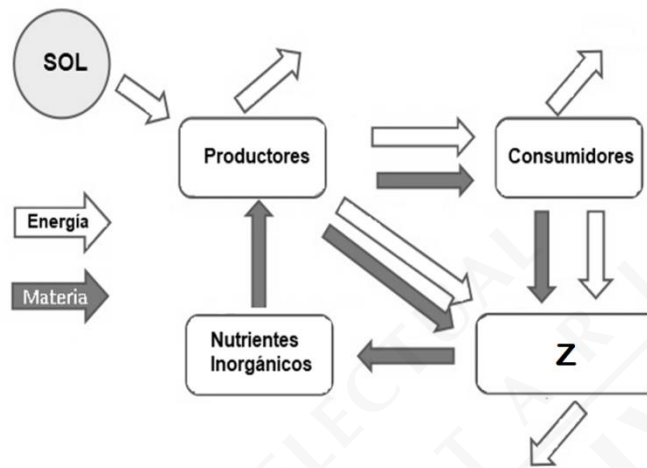 SOL
Productores
Consumidores
Energía
Materia
Nutrientes
Inorgánicos
Z